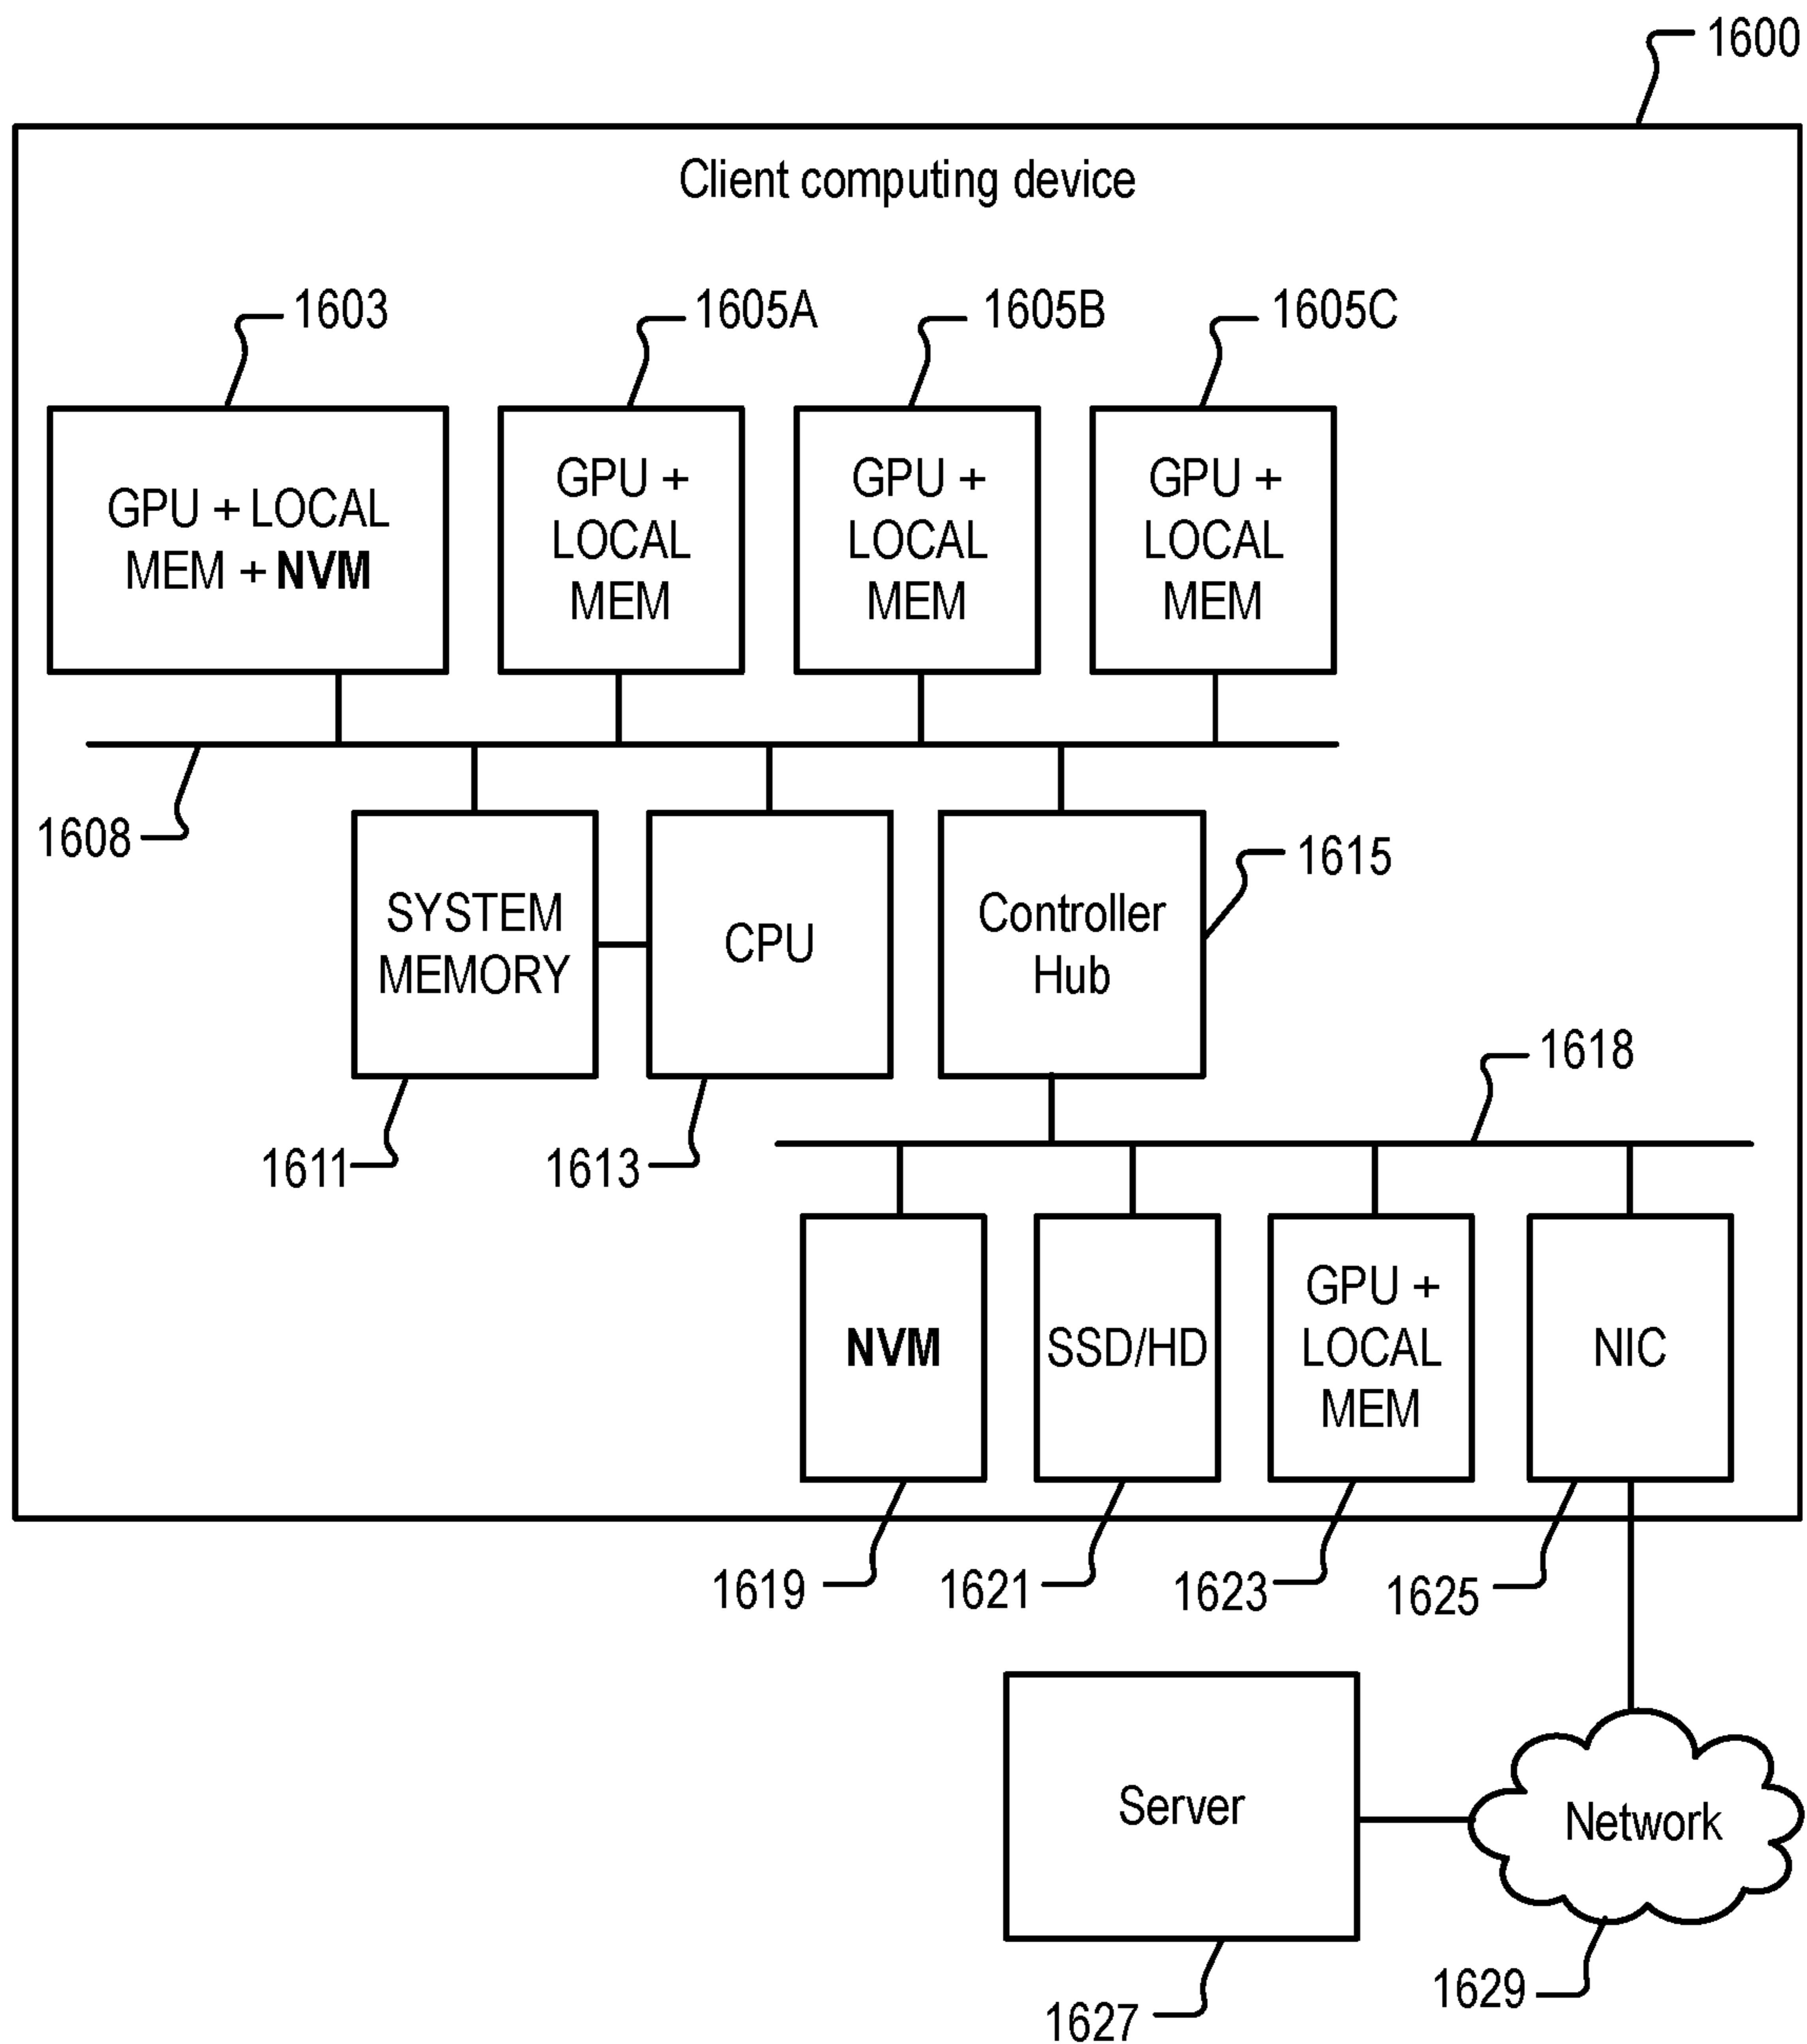 1600
Client computing device
1603
1605A
1605B
1605C
GPU + LOCAL
MEM + NVM
GPU +
LOCAL
MEM
GPU +
LOCAL
MEM
GPU +
LOCAL
MEM
1608
SYSTEM
MEMORY
CPU
Controller
Hub
1615
1611
1613
1618
NVM
SSD/HD
GPU +
LOCAL
MEM
NIC
1619
1621
1623
1625
Server
Network
1627
1629